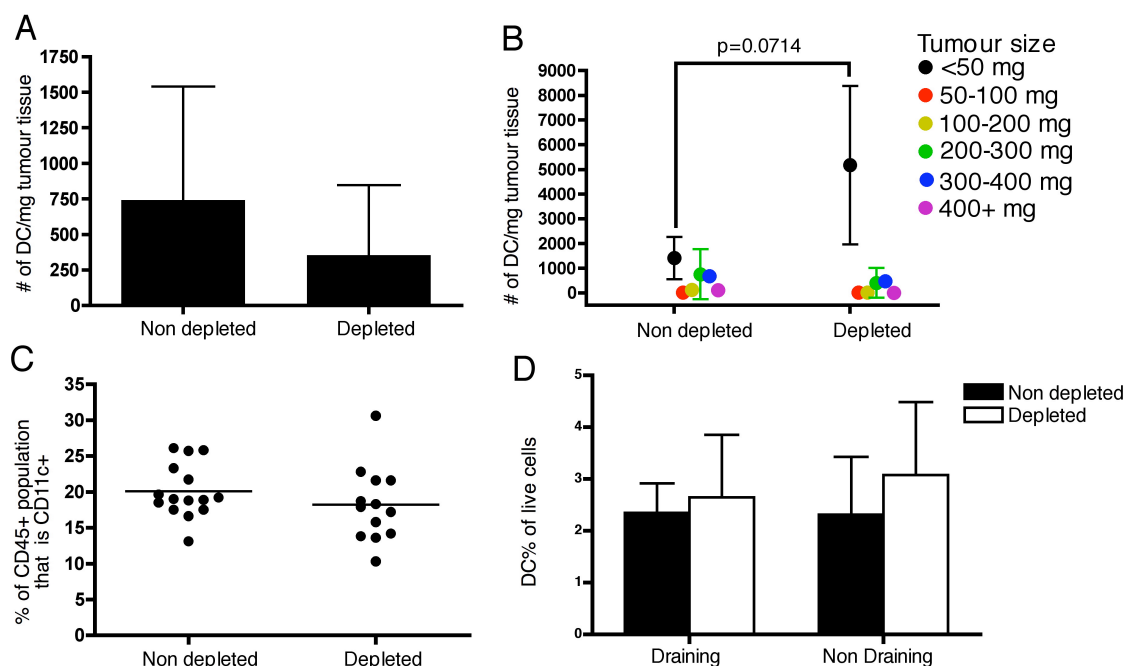 A
# of DC/mg tumour tissue
1750
1500
1250
1000
750
500
250
0
Non depleted
Depleted
B
p=0.0714
# of DC/mg tumour tissue
9000
8000
7000
6000
5000
4000
3000
2000
1000
0
Non depleted
Depleted
Tumour size
<50 mg
50-100 mg
100-200 mg
200-300 mg
300-400 mg
400+ mg
C
% of CD45+ population
that is CD11c+
35
30
25
20
15
10
5
0
Non depleted
Depleted
D
DC% of live cells
5
4
3
2
1
0
Draining
Non Draining
Non depleted
Depleted